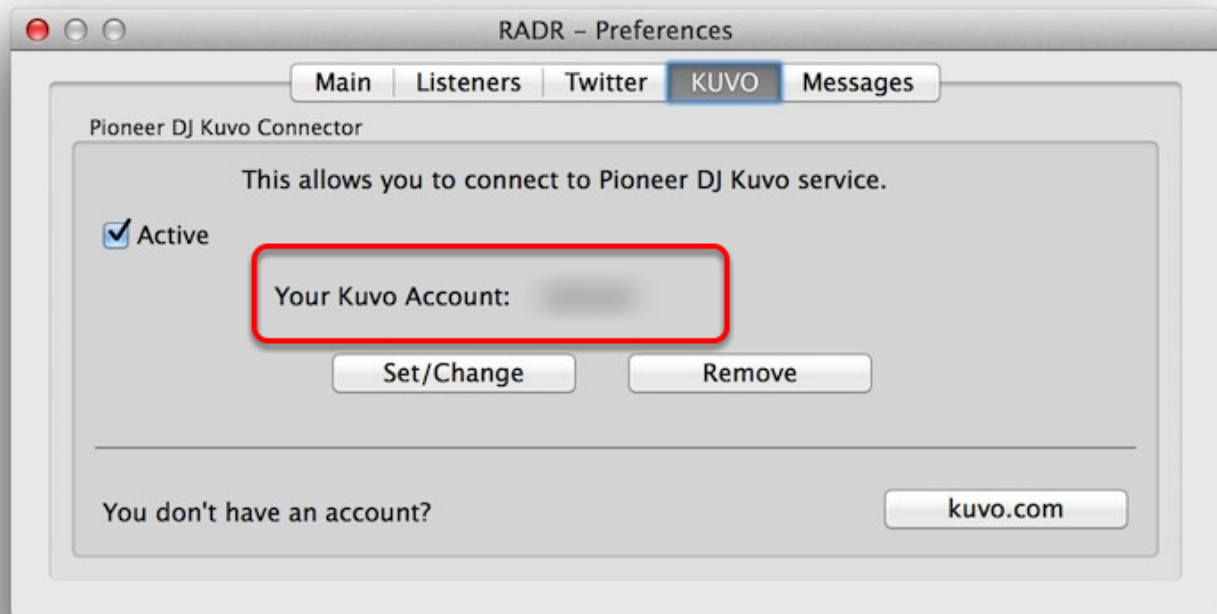 RADR – Preferences
Main Listeners Twitter KUVO Messages
Pioneer DJ Kuvo Connector
This allows you to connect to Pioneer DJ Kuvo service.
Active
Your Kuvo Account:
Set/Change Remove
You don't have an account? kuvo.com